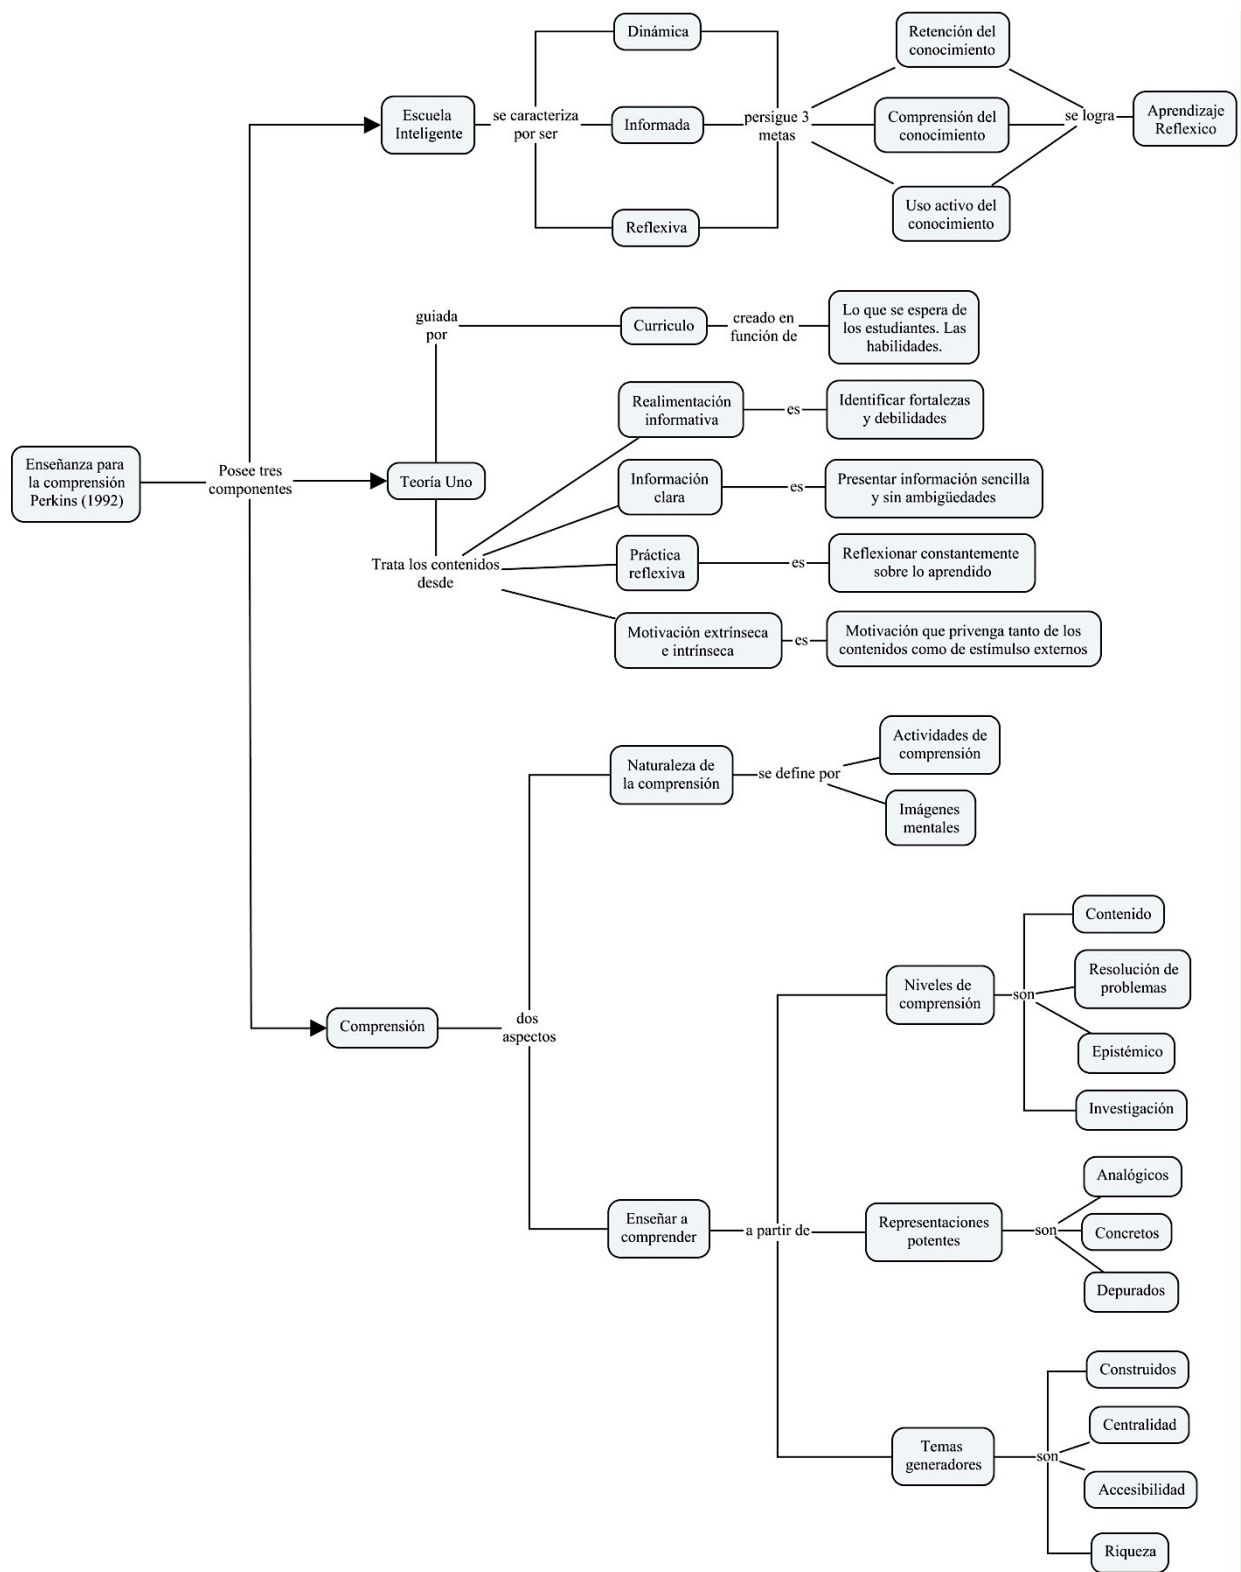 Enseñanza para
la comprensión
Perkins (1992)
Posee tres
componentes
Escuela
Inteligente
se caracteriza
por ser
Dinámica
Informada
Reflexiva
persigue 3
metas
Retención del
conocimiento
Comprensión del
conocimiento
Uso activo del
conocimiento
se logra
Aprendizaje
Reflexico
Teoría Uno
guiada
por
Curriculo
creado en
función de
Lo que se espera de
los estudiantes. Las
habilidades.
Trata los contenidos
desde
Realimentación
informativa
es
Identificar fortalezas
y debilidades
Información
clara
es
Presentar información sencilla
y sin ambigüedades
Práctica
reflexiva
es
Reflexionar constantemente
sobre lo aprendido
Motivación extrínseca
e intrínseca
es
Motivación que privenga tanto de los
contenidos como de estímulso externos
Comprensión
dos
aspectos
Naturaleza de
la comprensión
se define por
Actividades de
comprensión
Imágenes
mentales
Enseñar a
comprender
a partir de
Niveles de
comprensión
son
Contenido
Resolución de
problemas
Epistémico
Investigación
Representaciones
potentes
son
Analógicos
Concretos
Depurados
Temas
generadores
son
Construidos
Centralidad
Accesibilidad
Riqueza